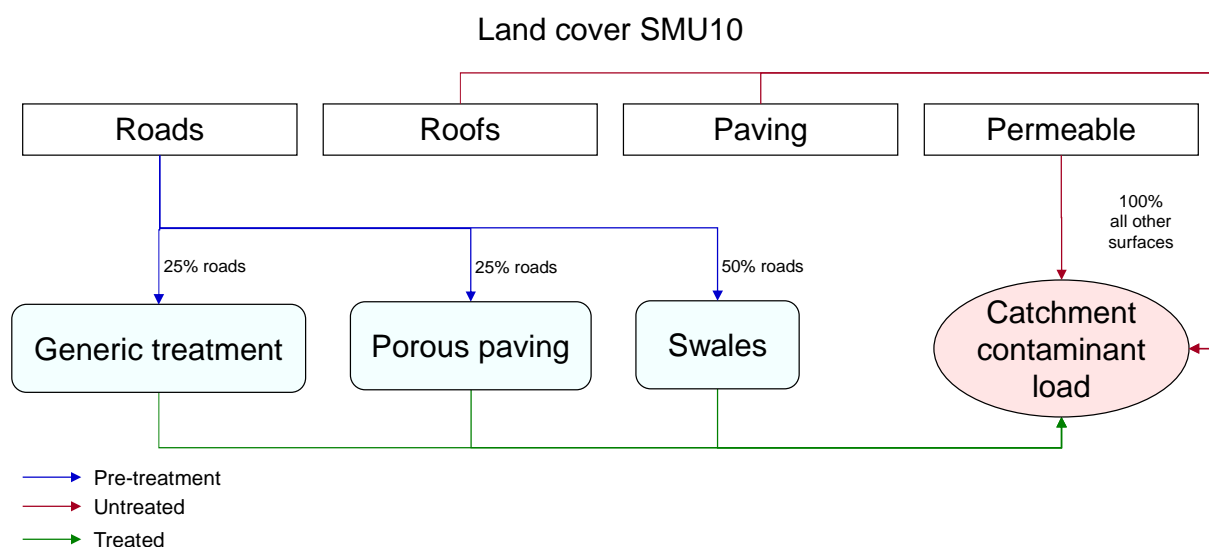 Land cover SMU10
Roads
Roofs
Paving
Permeable
100%
all other
surfaces
25% roads
25% roads
50% roads
Generic treatment
Porous paving
Swales
Catchment
contaminant
load
Pre-treatment
Untreated
Treated